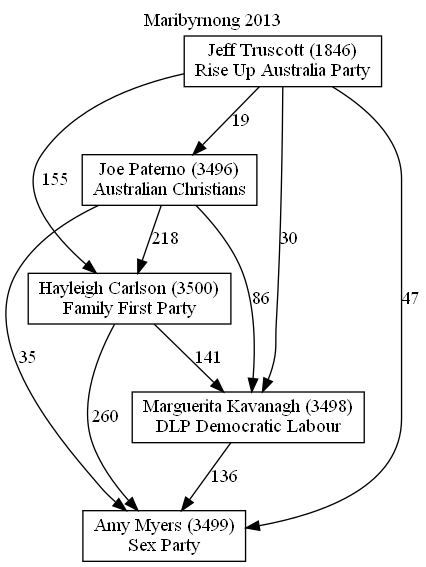 Maribyrnong 2013
Jeff Truscott (1846)
Rise Up Australia Party
19
Joe Paterno (3496)
Australian Christians
155
218
30
Hayleigh Carlson (3500)
Family First Party
86
47
35
141
260
Marguerita Kavanagh (3498)
DLP Democratic Labour
136
Amy Myers (3499)
Sex Party